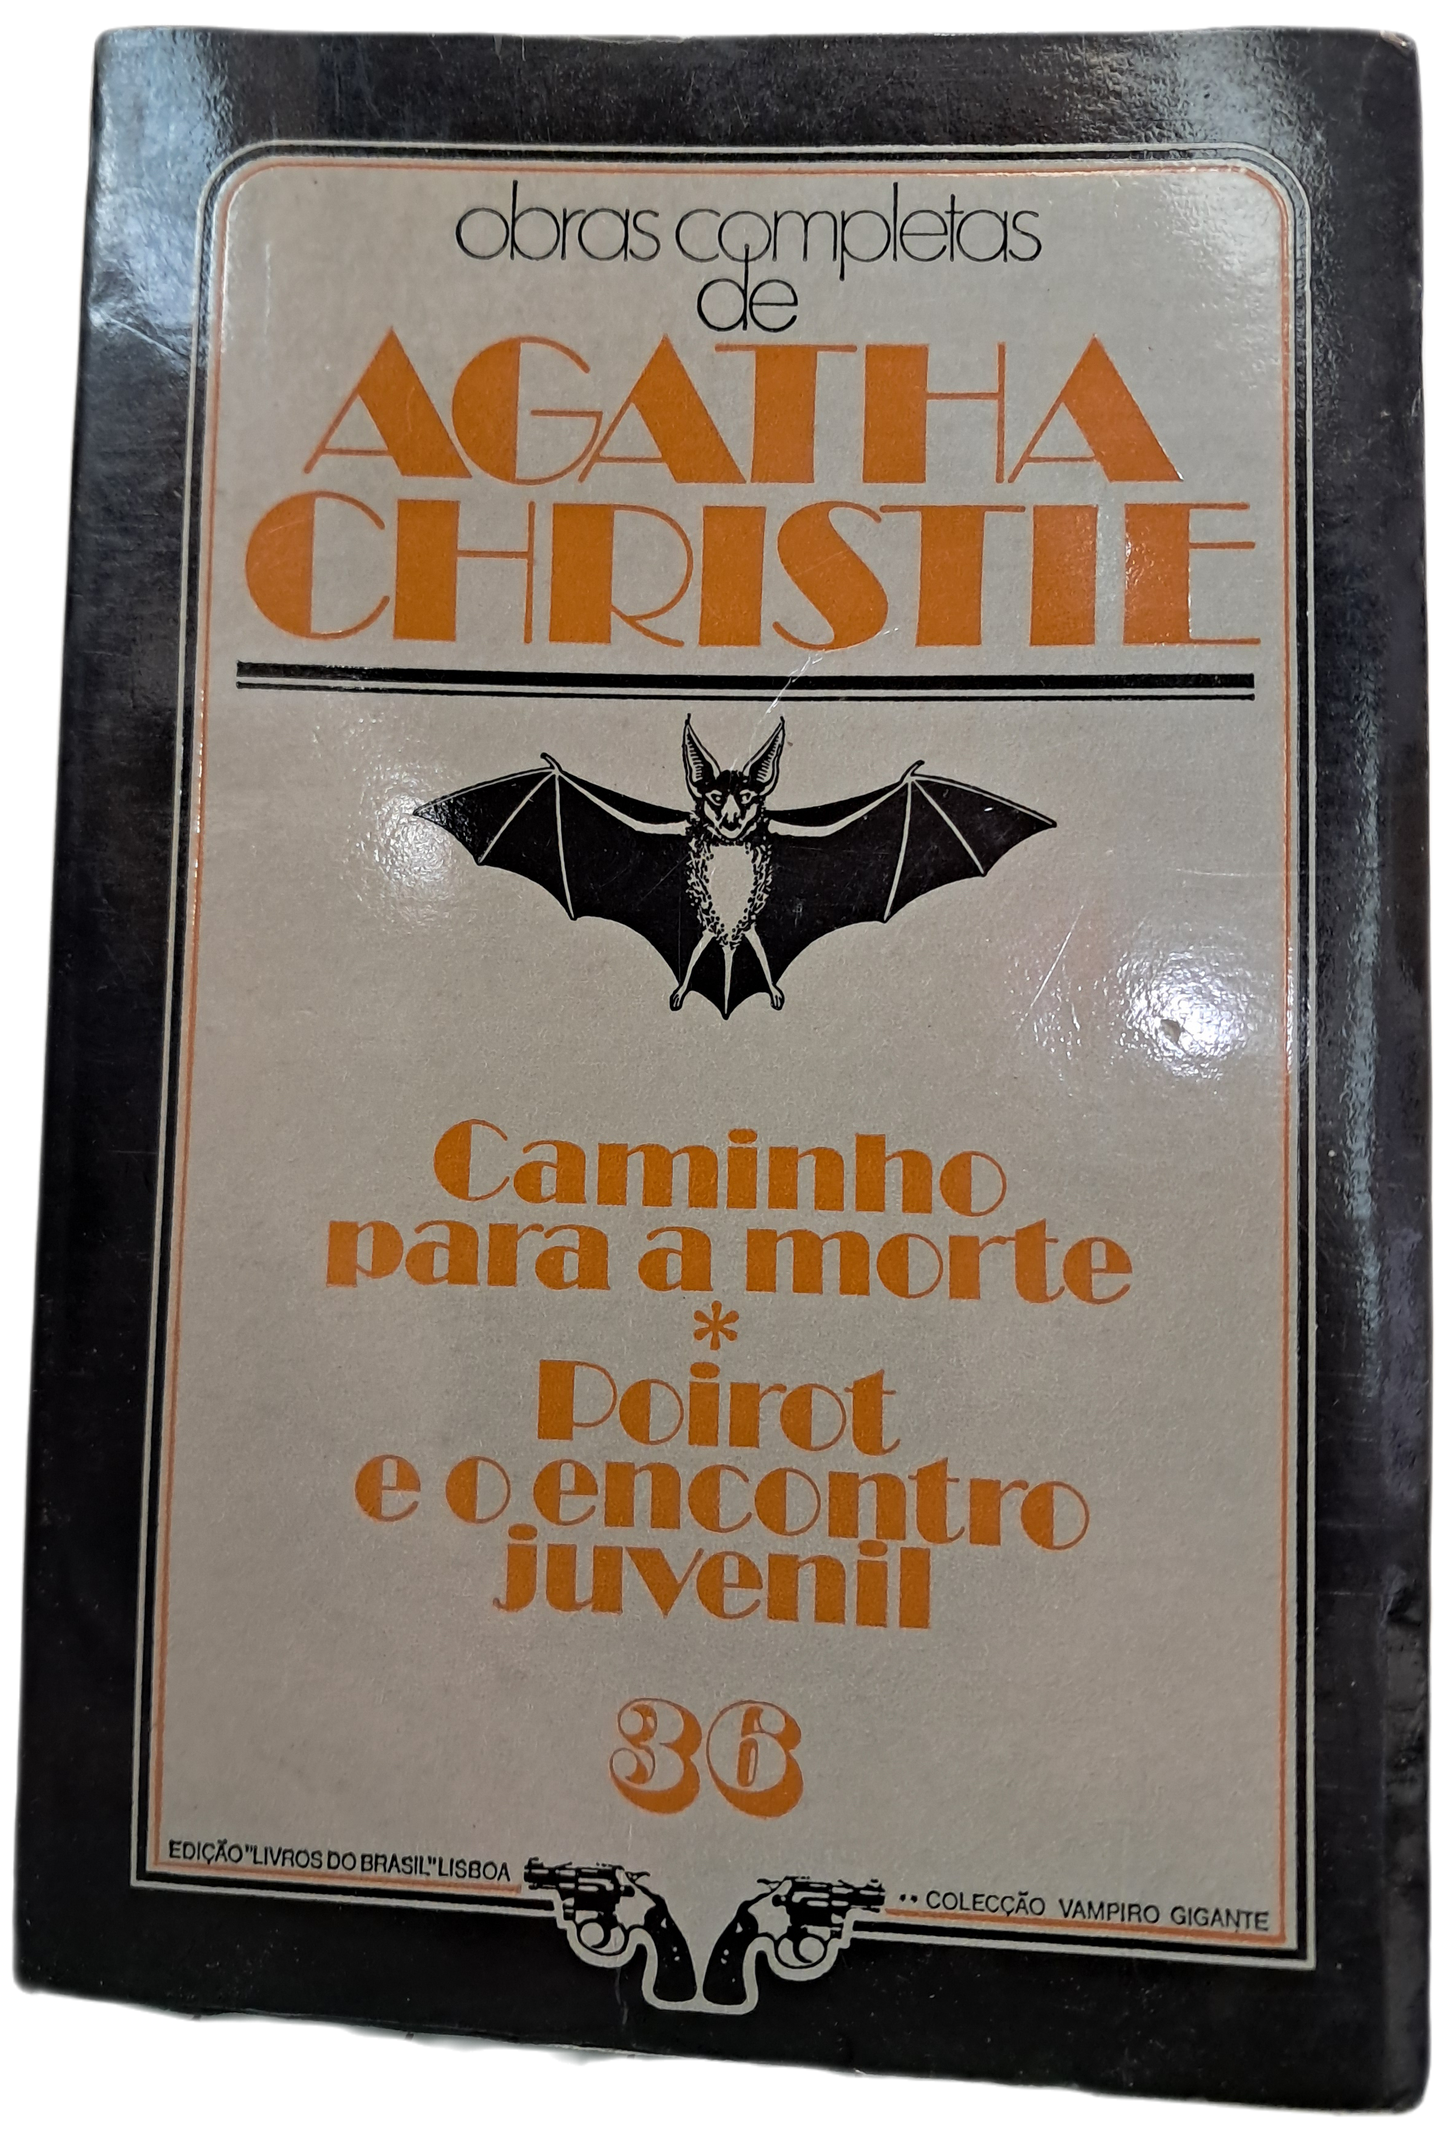 obras completas
de
AGATHA
CHRISTIE
Caminho
para a morte
*
Poirot
e o encontro
juvenil
36
EDIÇÃO "LIVROS DO BRASIL" LISBOA
•• COLECÇÃO VAMPIRO GIGANTE